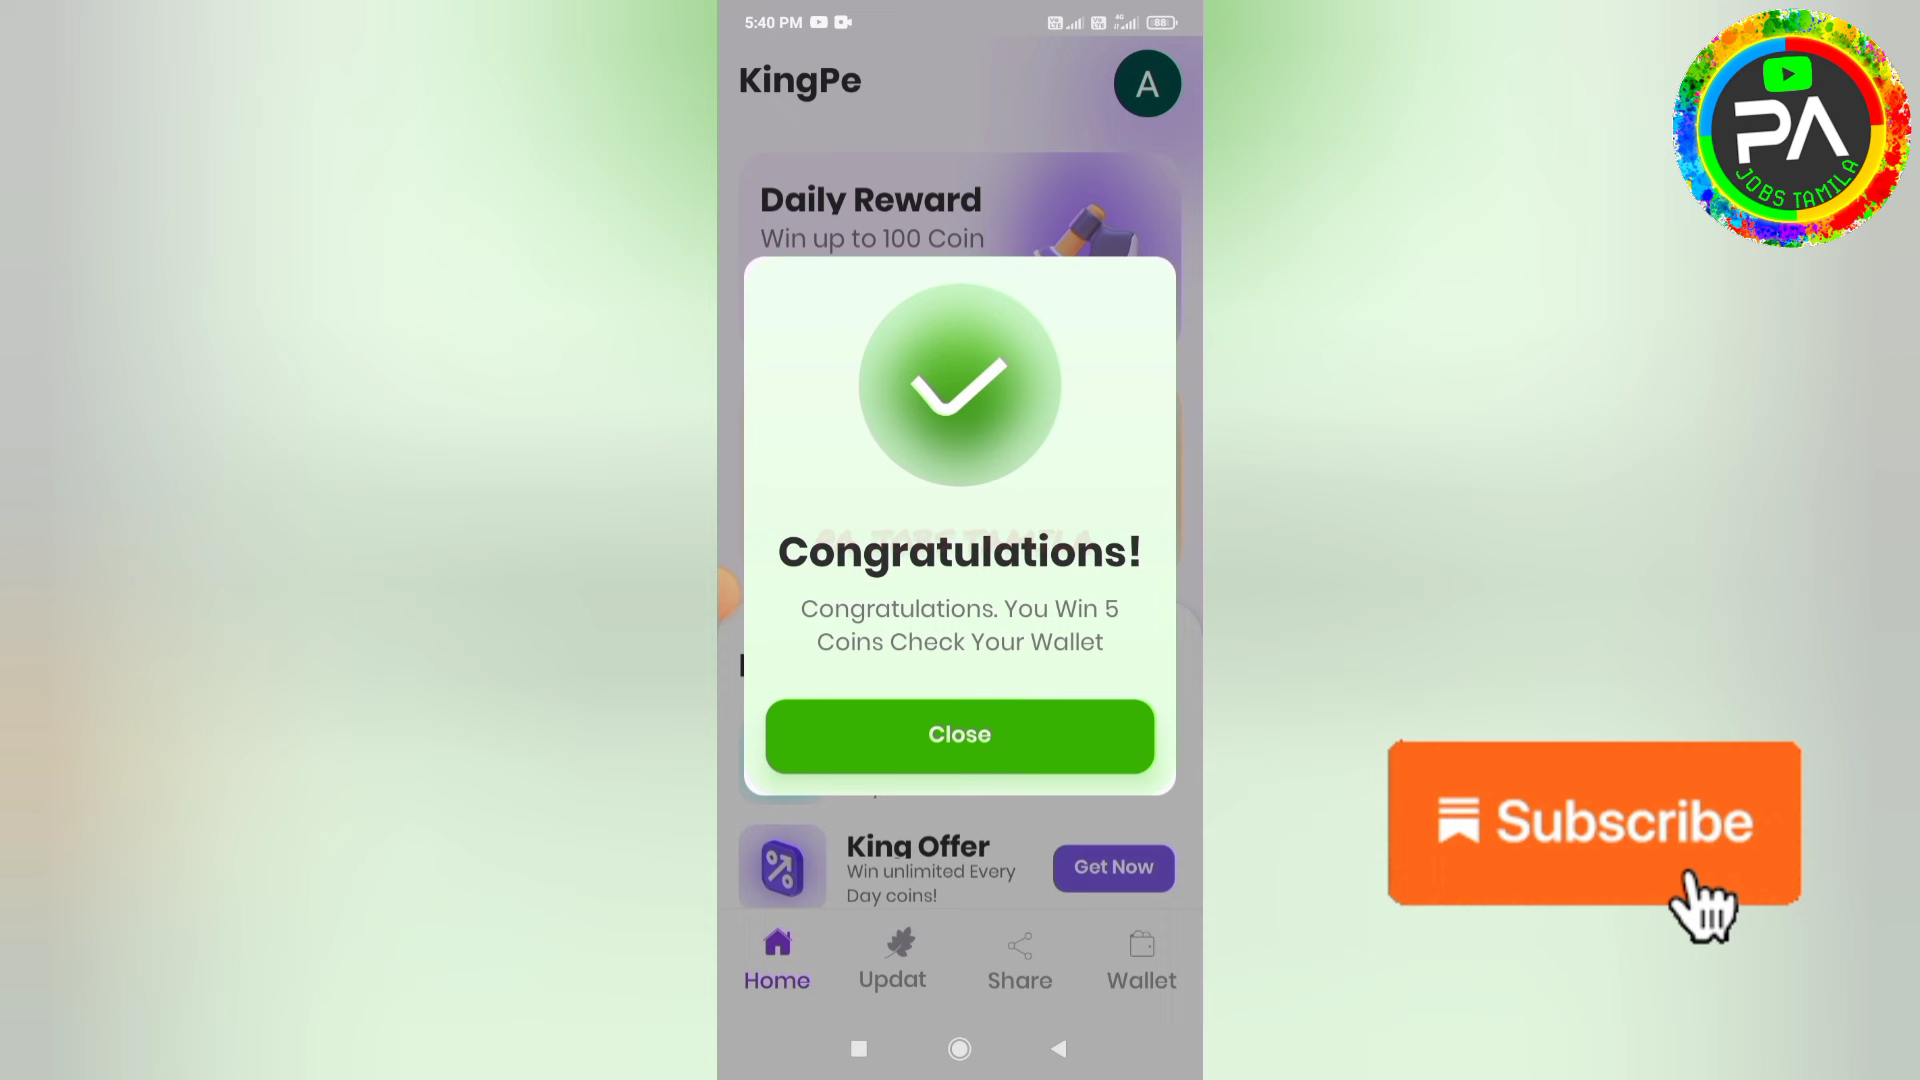 5:40 PM
88
KingPe
A
Daily Reward
Win up to 100 Coin
Congratulations!
Congratulations. You Win 5
Coins Check Your Wallet
Close
King Offer
Win unlimited Every
Day coins!
Get Now
Home
Updat
Share
Wallet
PA
JOBS TAMILA
Subscribe